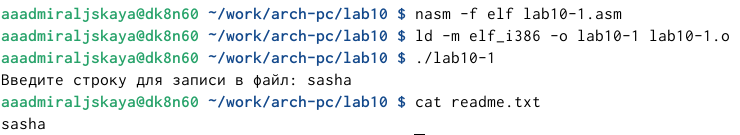 aaadmiraljskaya@dk8n60 ~/work/arch-pc/lab10 $ nasm -f elf lab10-1.asm
aaadmiraljskaya@dk8n60 ~/work/arch-pc/lab10 $ ld -m elf_i386 -o lab10-1 lab10-1.o
aaadmiraljskaya@dk8n60 ~/work/arch-pc/lab10 $ ./lab10-1
Введите строку для записи в файл: sasha
aaadmiraljskaya@dk8n60 ~/work/arch-pc/lab10 $ cat readme.txt
sasha